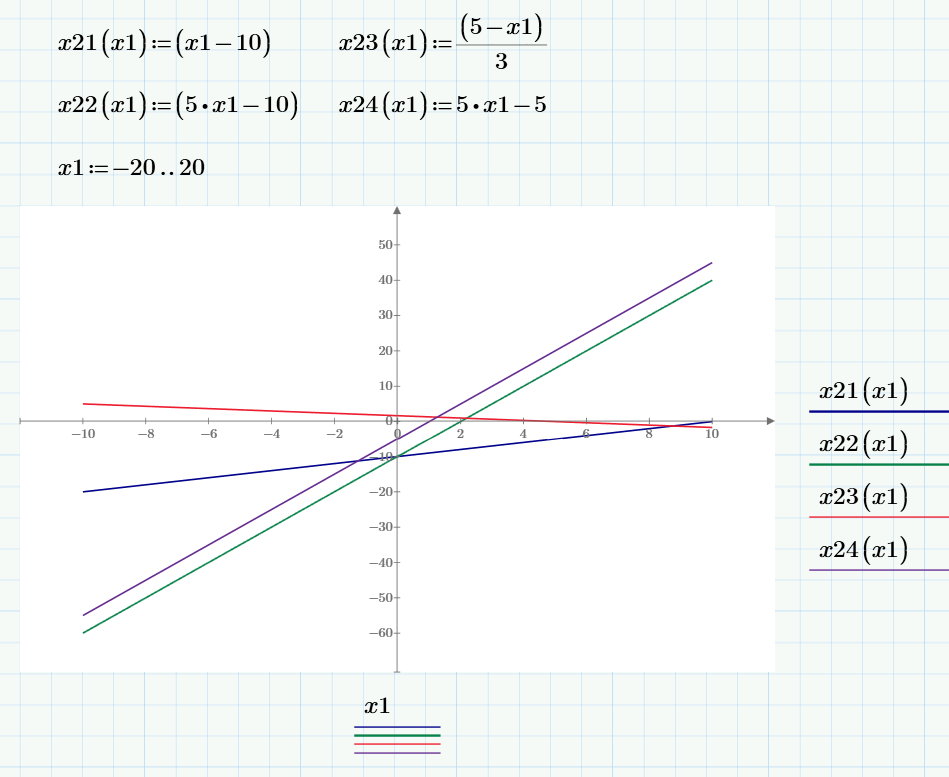 x21(x1):=(x1−10)
x23(x1):=(5−x1)/3
x22(x1):=(5·x1−10)
x24(x1):=5·x1−5
x1:=−20..20
50
40
30
20
10
0
−10 −8 −6 −4 −2 0 2 4 6 8 10
−10
−20
−30
−40
−50
−60
x21(x1)
x22(x1)
x23(x1)
x24(x1)
x1